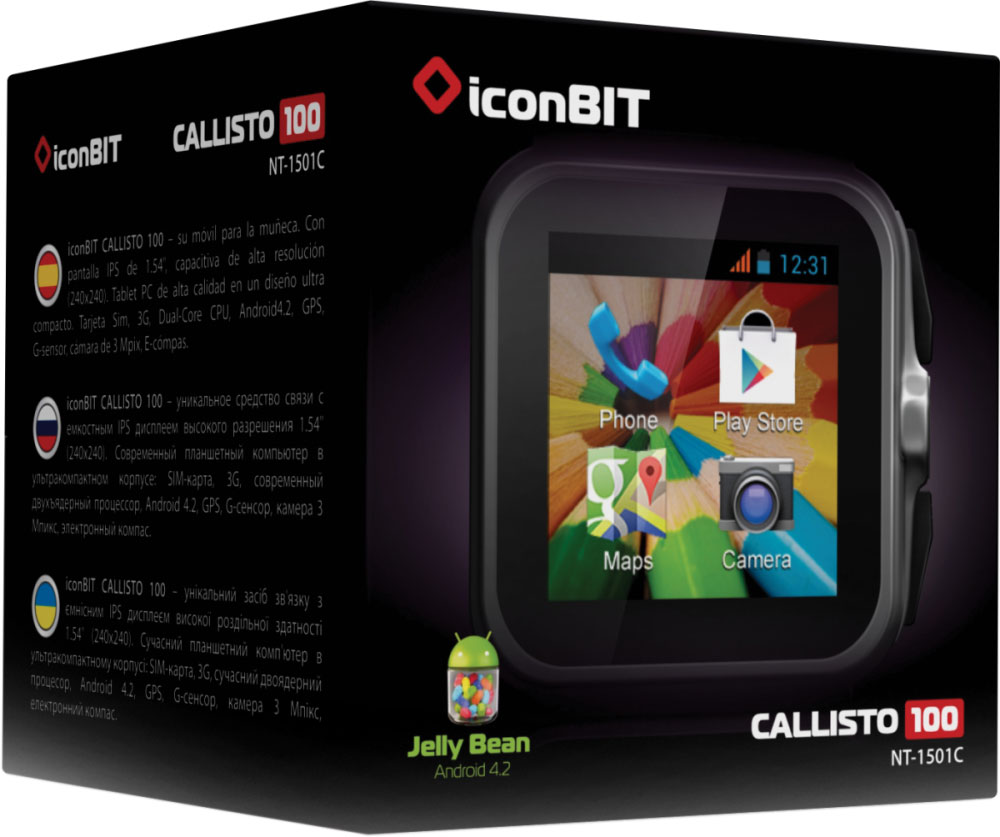 iconBIT
CALLISTO 100
NT-1501C
iconBIT CALLISTO 100 – su móvil para la muñeca. Con
pantalla IPS de 1.54", capacitiva de alta resolución
(240x240). Tablet PC de alta calidad en un diseño ultra
compacto. Tarjeta Sim, 3G, Dual-Core CPU, Android4.2, GPS,
G-sensor, cámara de 3 Mpix, E-cómpas.
iconBIT CALLISTO 100 – уникальное средство связи с
емкостным IPS дисплеем высокого разрешения 1.54"
(240x240). Современный планшетный компьютер в
ультракомпактном корпусе: SIM-карта, 3G, современный
двухъядерный процессор, Android 4.2, GPS, G-сенсор, камера 3
Мпикс, электронный компас.
iconBIT CALLISTO 100 – унікальний засіб зв'язку з
ємнісним IPS дисплеєм високої роздільної здатності
1.54" (240x240). Сучасний планшетний комп'ютер в
ультракомпактному корпусі: SIM-карта, 3G, сучасний двоядерний
процесор, Android 4.2, GPS, G-сенсор, камера 3 Мпікс,
електронний компас.
iconBIT
12:31
Phone
Play Store
Maps
Camera
Jelly Bean
Android 4.2
CALLISTO 100
NT-1501C